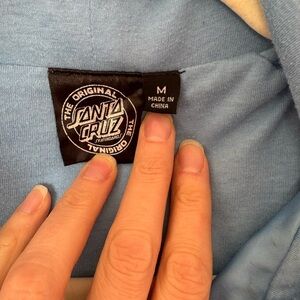 THE ORIGINAL
SANTA
CRUZ
THE ORIGINAL
M
MADE IN
CHINA